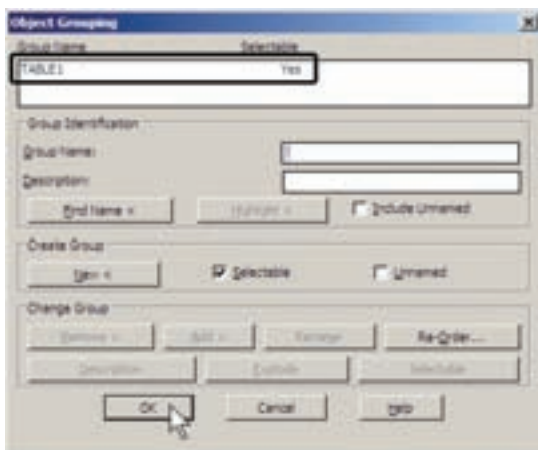 Object Grouping
Group Name Selectable
TABLE1 Yes
Group Identification
Group Name:
Description:
Find Name < Highlight < Include Unnamed
Create Group
New < Selectable Unnamed
Change Group
Remove < Add < Rename Re-Order...
Description Explode Selectable
OK Cancel Help